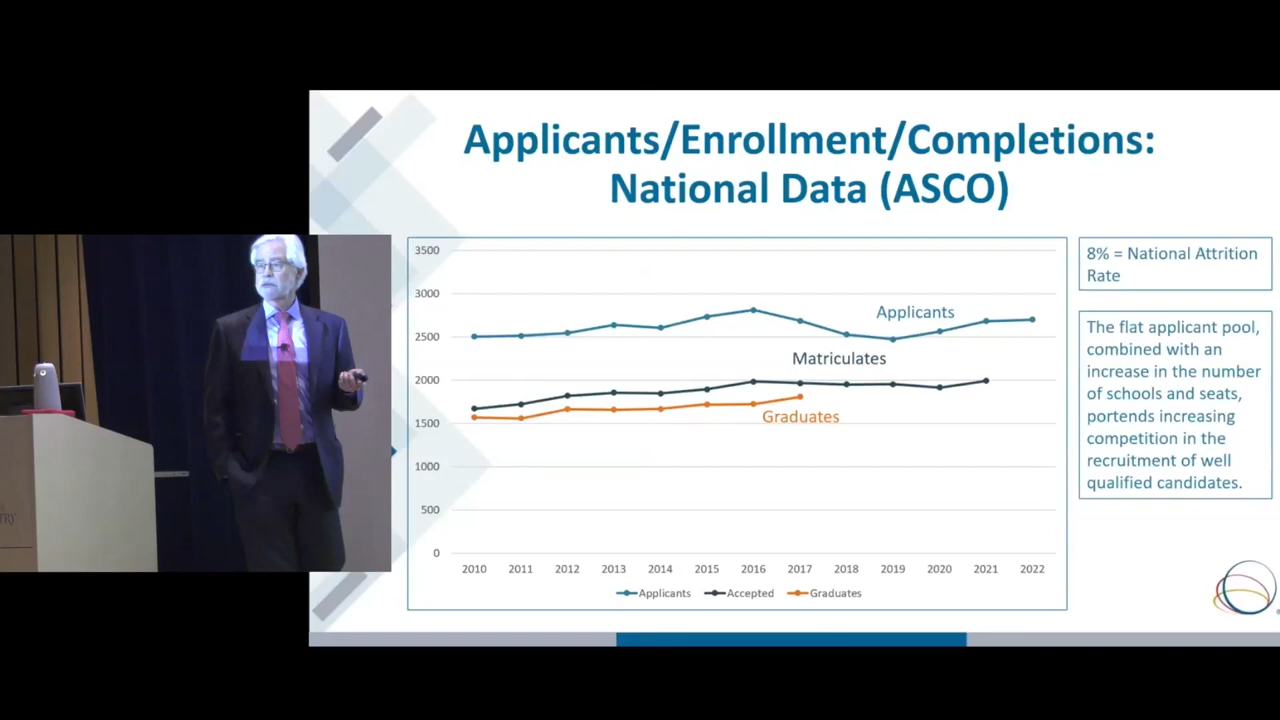 Applicants/Enrollment/Completions:
National Data (ASCO)
3500
3000
2500
2000
1500
1000
500
0
Applicants
Matriculates
Graduates
2010 2011 2012 2013 2014 2015 2016 2017 2018 2019 2020 2021 2022
Applicants Accepted Graduates
8% = National Attrition
Rate
The flat applicant pool,
combined with an
increase in the number
of schools and seats,
portends increasing
competition in the
recruitment of well
qualified candidates.